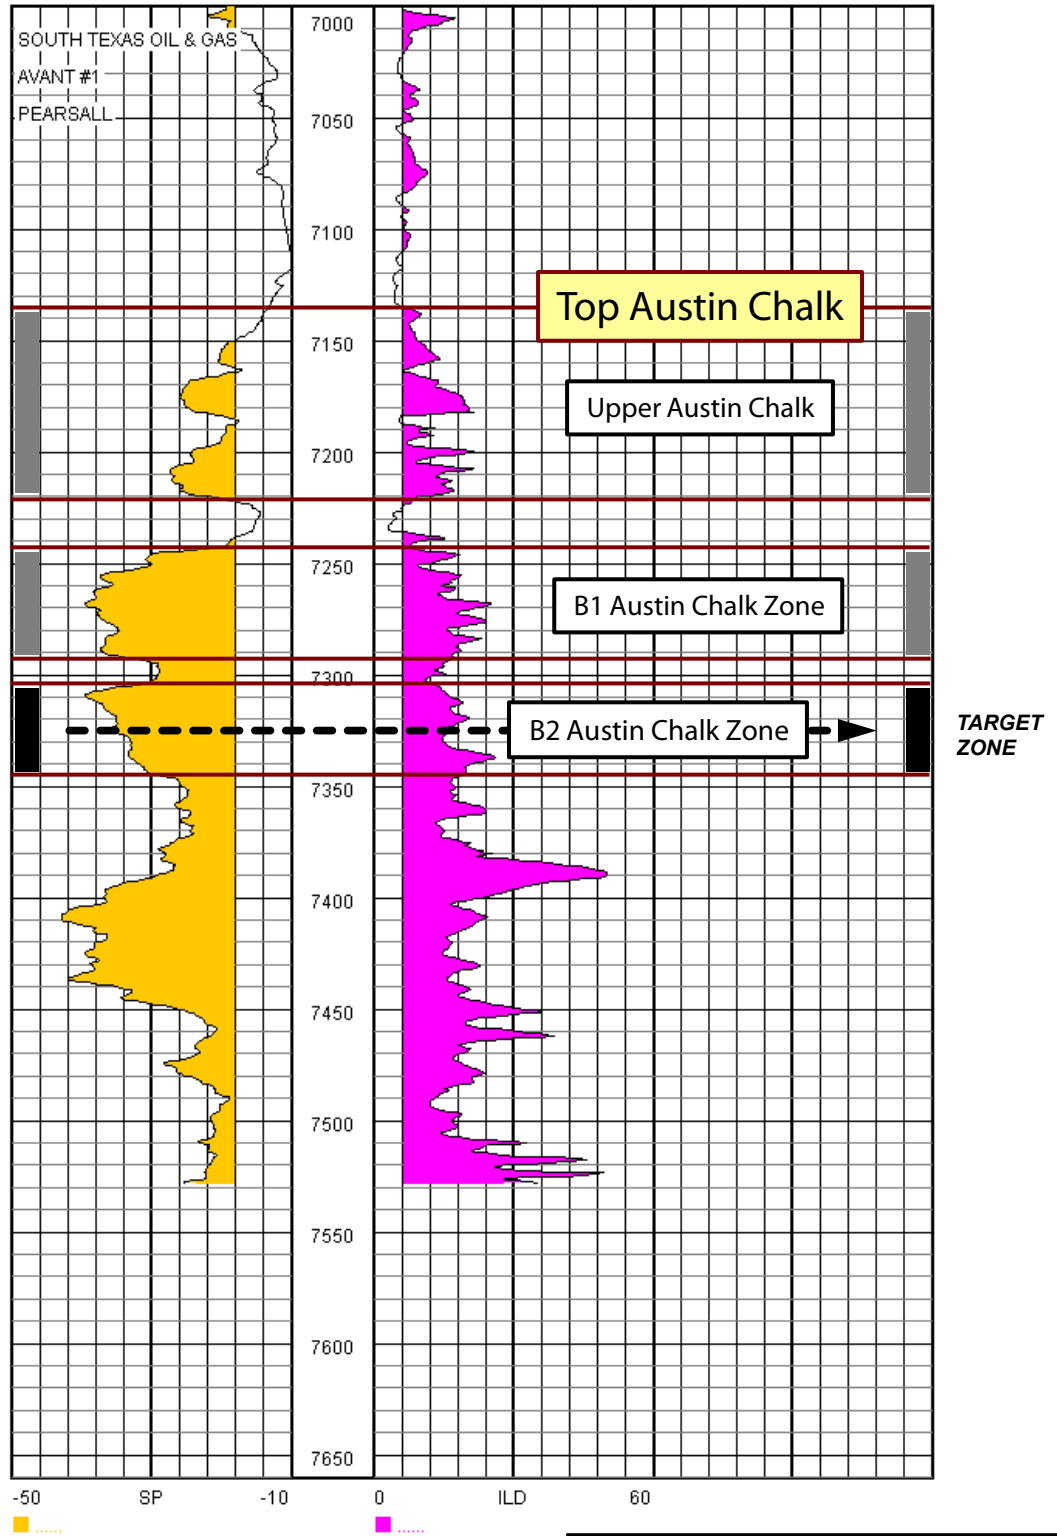 7000
SOUTH TEXAS OIL & GAS
AVANT #1
PEARSALL
7050
7100
Top Austin Chalk
7150
Upper Austin Chalk
7200
7250
B1 Austin Chalk Zone
7300
B2 Austin Chalk Zone
TARGET
ZONE
7350
7400
7450
7500
7550
7600
7650
-50 SP -10 0 ILD 60
...... ......